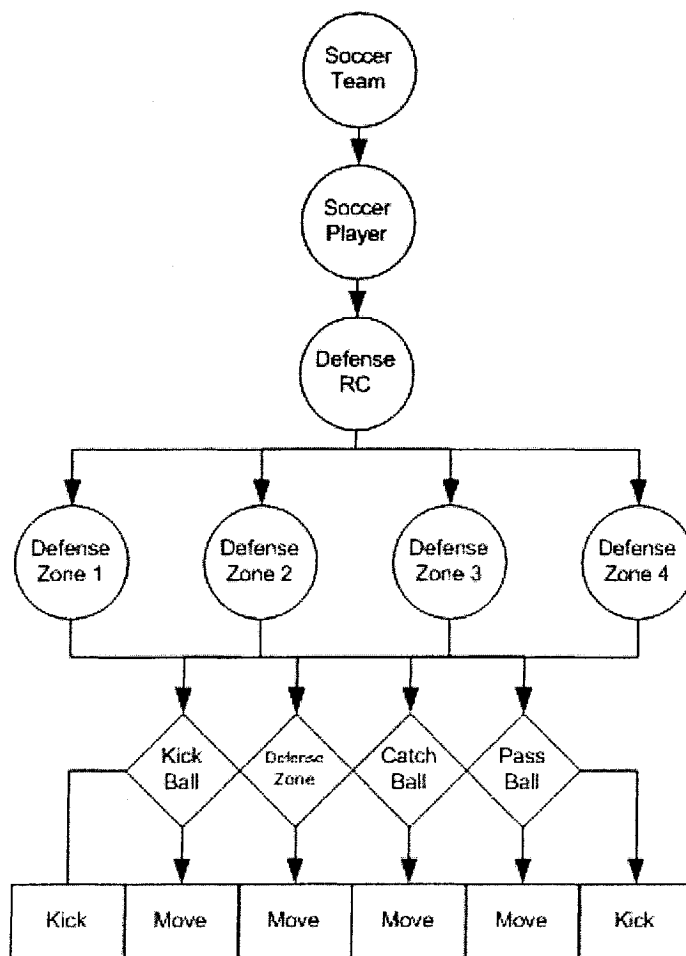 Soccer
Team
Soccer
Player
Defense
RC
Defense
Zone 1
Defense
Zone 2
Defense
Zone 3
Defense
Zone 4
Kick
Ball
Defense
Zone
Catch
Ball
Pass
Ball
Kick
Move
Move
Move
Move
Kick